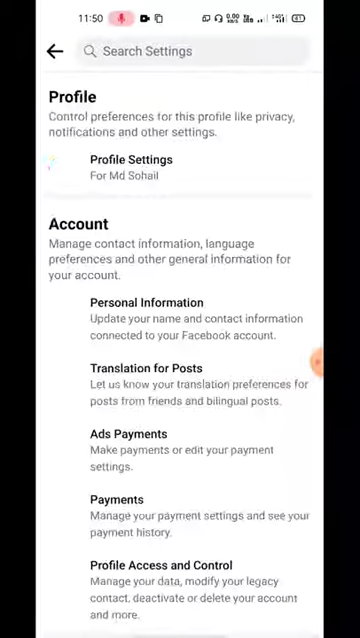 11:50
Search Settings
Profile
Control preferences for this profile like privacy,
notifications and other settings.
Profile Settings
For Md Sohail
Account
Manage contact information, language
preferences and other general information for
your account.
Personal Information
Update your name and contact information
connected to your Facebook account.
Translation for Posts
Let us know your translation preferences for
posts from friends and bilingual posts.
Ads Payments
Make payments or edit your payment
settings.
Payments
Manage your payment settings and see your
payment history.
Profile Access and Control
Manage your data, modify your legacy
contact, deactivate or delete your account
and more.